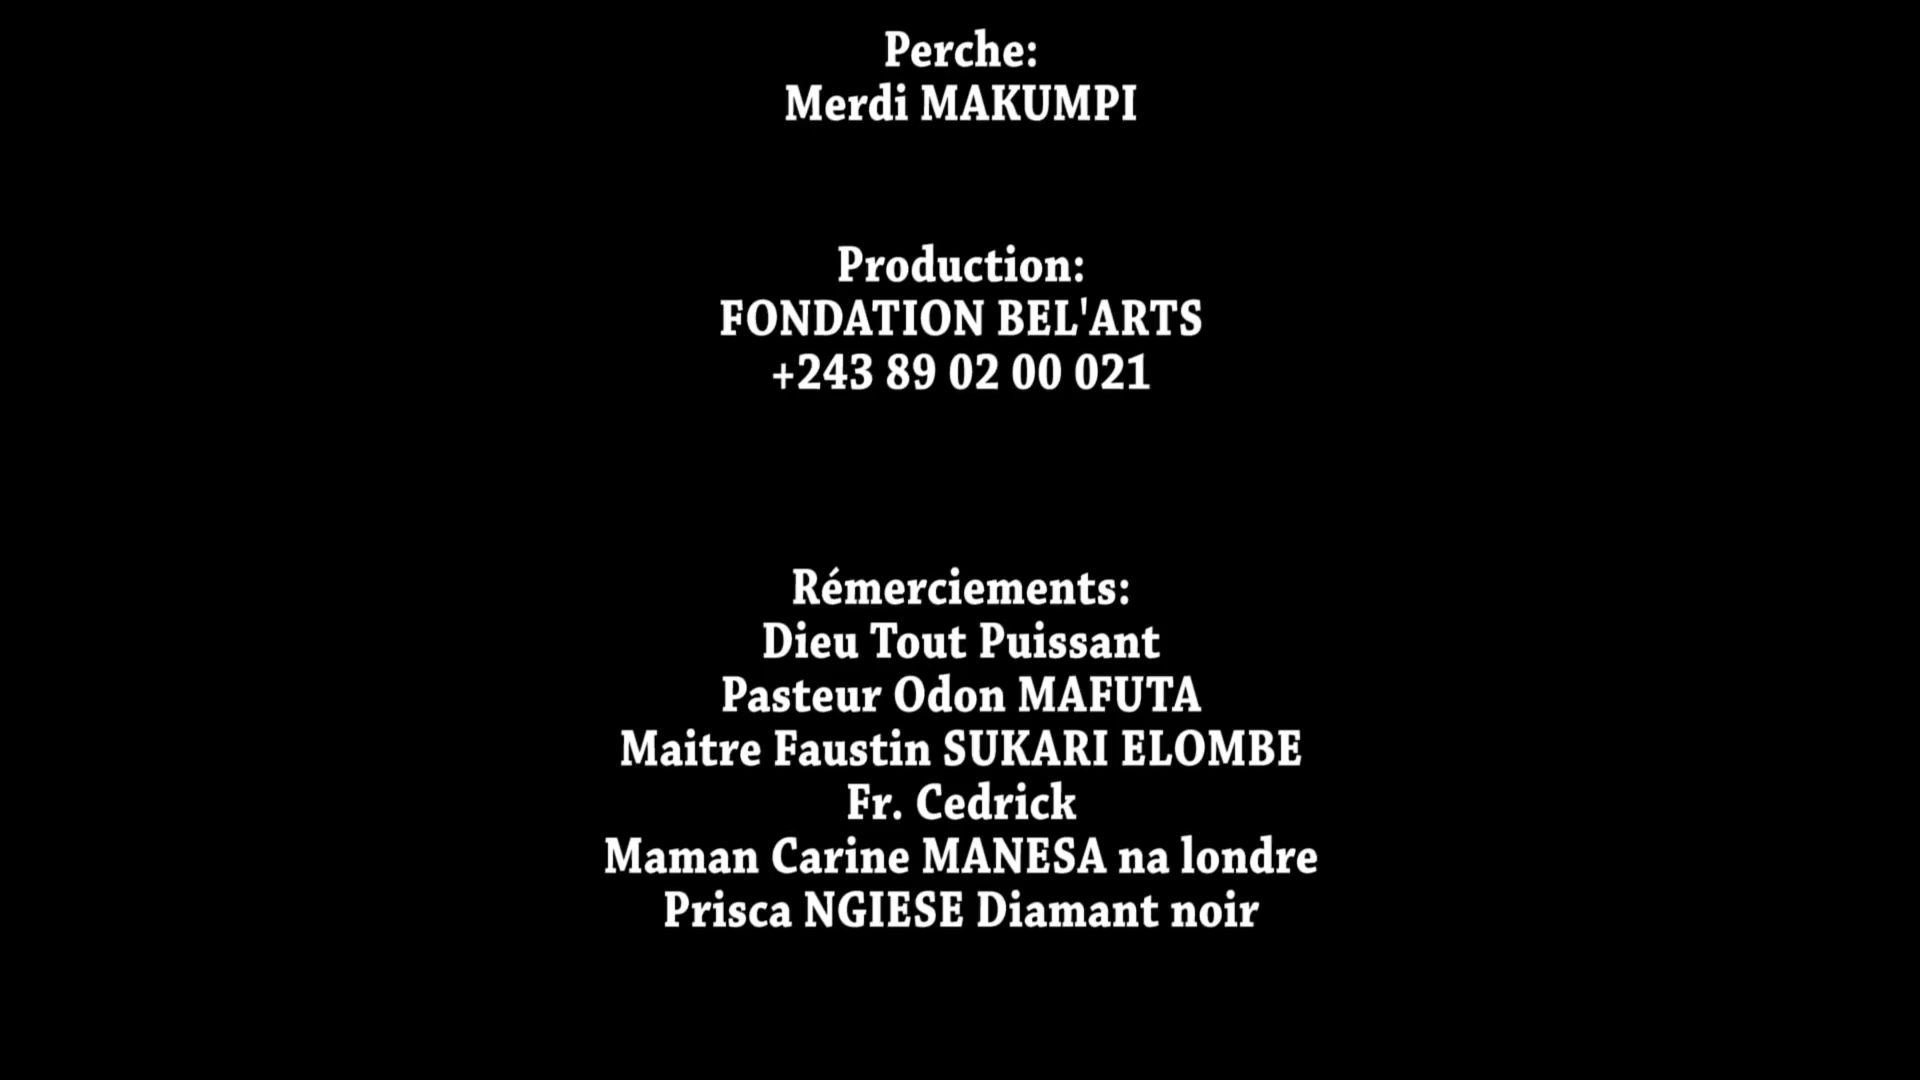 Perche:
Merdi MAKUMPI
Production:
FONDATION BEL'ARTS
+243 89 02 00 021
Rémerciements:
Dieu Tout Puissant
Pasteur Odon MAFUTA
Maitre Faustin SUKARI ELOMBE
Fr. Cedrick
Maman Carine MANESA na londre
Prisca NGIESE Diamant noir